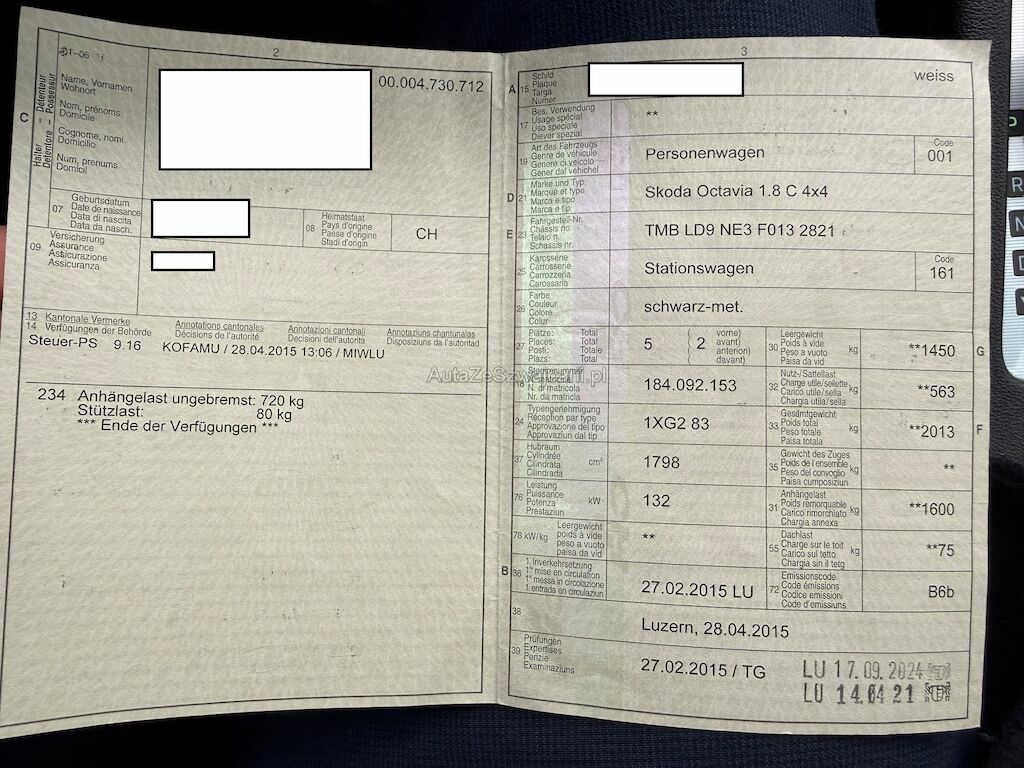 01-06
2
C
Halter Détenteur
Detentore Possesseur
Name, Vornamen
Wohnort
Nom, prénoms
Domicile
Cognome, nomi
Domicilio
Num, prenums
Domicil
00.004.730.712
07 Geburtsdatum
Date de naissance
Data di nascita
Data da nasch.
08 Heimatstaat
Pays d'origine
Paese d'origine
Stadi d'origin
CH
09 Versicherung
Assurance
Assicurazione
Assicuranza
13 Kantonale Vermerke Annotations cantonales Annotazioni cantonali Annotaziuns chantunalas
14 Verfügungen der Behörde Décisions de l'autorité Decisioni dell'autorità Disposiziuns da l'autoritad
Steuer-PS 9.16 KOFAMU / 28.04.2015 13:06 / MIWLU
234 Anhängelast ungebremst: 720 kg
Stützlast: 80 kg
*** Ende der Verfügungen ***
3
A 15 Schild
Plaque
Targa
Numer
weiss
17 Bes. Verwendung
Usage spécial
Uso speciale
Diever spezial
**
19 Art des Fahrzeugs
Genre de véhicule
Genere di veicolo
Gener dal vehichel
Personenwagen
Code
001
D 21 Marke und Typ
Marque et type
Marca e tipo
Marca e tip
Skoda Octavia 1.8 C 4x4
E 23 Fahrgestell-Nr.
Châssis no
Telaio n.
Schassis nr.
TMB LD9 NE3 F013 2821
25 Karosserie
Carrosserie
Carrozzeria
Carossaria
Stationswagen
Code
161
26 Farbe
Couleur
Colore
Colur
schwarz-met.
27 Plätze: Total
Places: Total
Posti: Totale
Plazs: Total
5 ( 2 vorne)
avant)
anteriori)
davant)
30 Leergewicht
Poids à vide
Peso a vuoto
Paisa da vid
kg
**1450
G
18 Stammnummer
N. di matricola
Nr. da matricla
184.092.153
32 Nutz-/Sattellast
Charge utile/sellette
Carico utile/sella
Chargia utila/sella
kg
**563
AutaZeSzwajcarii.pl
24 Typengenehmigung
Réception par type
Approvazione del tipo
Approvaziun dal tip
1XG2 83
33 Gesamtgewicht
Poids total
Peso totale
Paisa totala
kg
**2013
F
37 Hubraum
Cylindrée
Cilindrata
Cilindrada
cm³
1798
35 Gewicht des Zuges
Poids de l'ensemble
Peso del convoglio
Paisa cumposiziun
kg
**
76 Leistung
Puissance
Potenza
Prestaziun
kW
132
31 Anhängelast
Poids remorquable
Carico rimorchiato
Chargia annexa
kg
**1600
78 kW/kg Leergewicht
poids à vide
peso a vuoto
paisa da vid
**
55 Dachlast
Charge sur le toit
Carico sul tetto
Chargia sin il tetg
kg
**75
B 36 1. Inverkehrsetzung
1re mise en circulation
1a messa in circolazione
1. entrada en circulaziun
27.02.2015 LU
72 Emissionscode
Code émissions
Codice emissioni
Code d'emissiuns
B6b
38
Luzern, 28.04.2015
39 Prüfungen
Expertises
Perizie
Examinaziuns
27.02.2015 / TG
LU 17.09.2024
LU 14.04 21